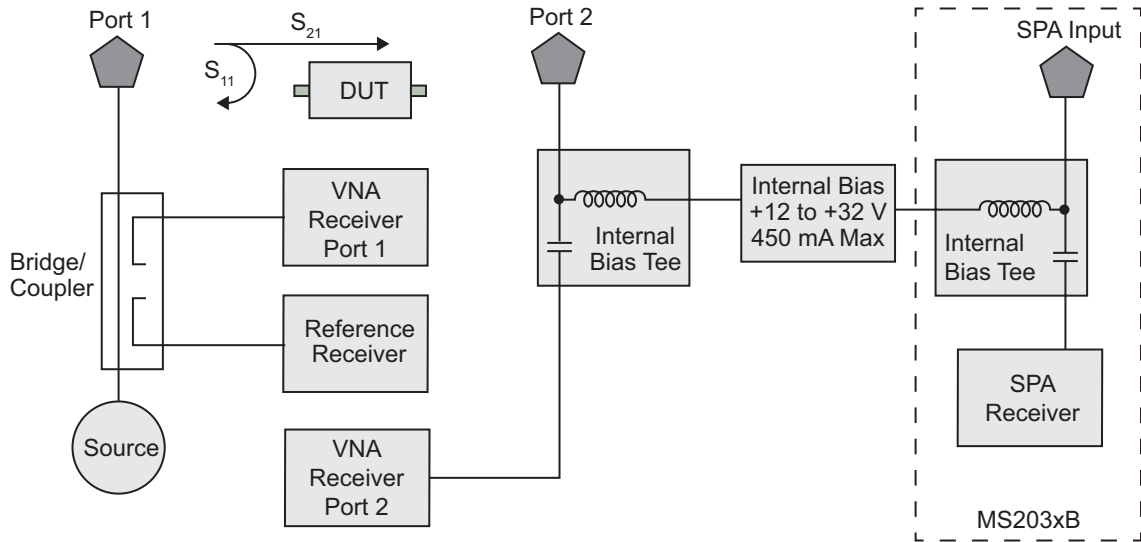 Port 1
S21
S11
DUT
Port 2
SPA Input
VNA
Receiver
Port 1
Bridge/
Coupler
Reference
Receiver
Source
VNA
Receiver
Port 2
Internal
Bias Tee
Internal Bias
+12 to +32 V
450 mA Max
Internal
Bias Tee
SPA
Receiver
MS203xB